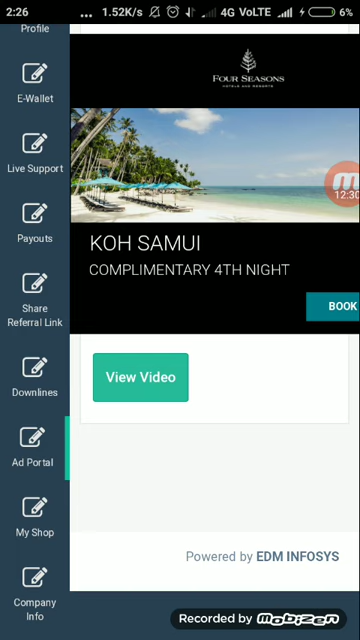 2:26 ... 1.52K/s 4G VoLTE 6%
Profile
E-Wallet
Live Support
Payouts
Share
Referral Link
Downlines
Ad Portal
My Shop
Company
Info
FOUR SEASONS
HOTELS AND RESORTS
12:30
KOH SAMUI
COMPLIMENTARY 4TH NIGHT
BOOK
View Video
Powered by EDM INFOSYS
Recorded by mobizen